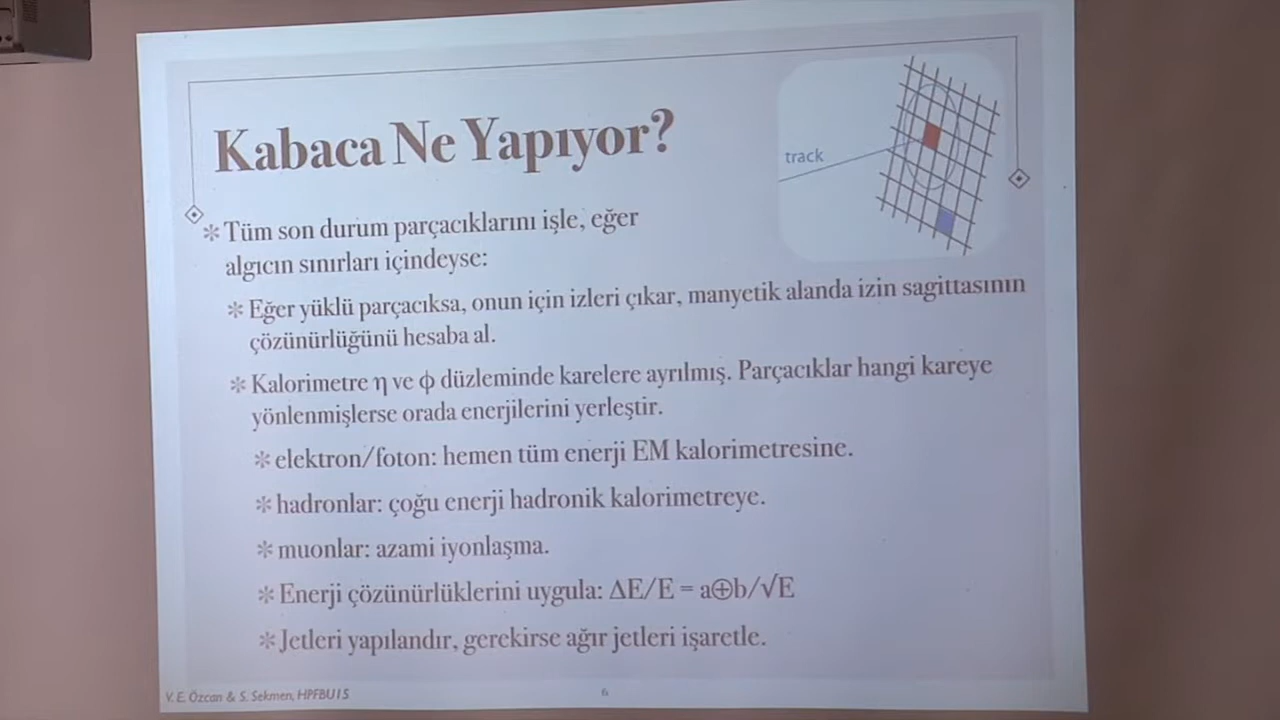 Kabaca Ne Yapıyor?
track
✻ Tüm son durum parçacıklarını işle, eğer
algıcın sınırları içindeyse:
✻ Eğer yüklü parçacıksa, onun için izleri çıkar, manyetik alanda izin sagittasının
çözünürlüğünü hesaba al.
✻ Kalorimetre η ve ϕ düzleminde karelere ayrılmış. Parçacıklar hangi kareye
yönlenmişlerse orada enerjilerini yerleştir.
✻ elektron/foton: hemen tüm enerji EM kalorimetresine.
✻ hadronlar: çoğu enerji hadronik kalorimetreye.
✻ muonlar: azami iyonlaşma.
✻ Enerji çözünürlüklerini uygula: ΔE/E = a⊕b/√E
✻ Jetleri yapılandır, gerekirse ağır jetleri işaretle.
V. E. Özcan & S. Sekmen, HPFBU15
6